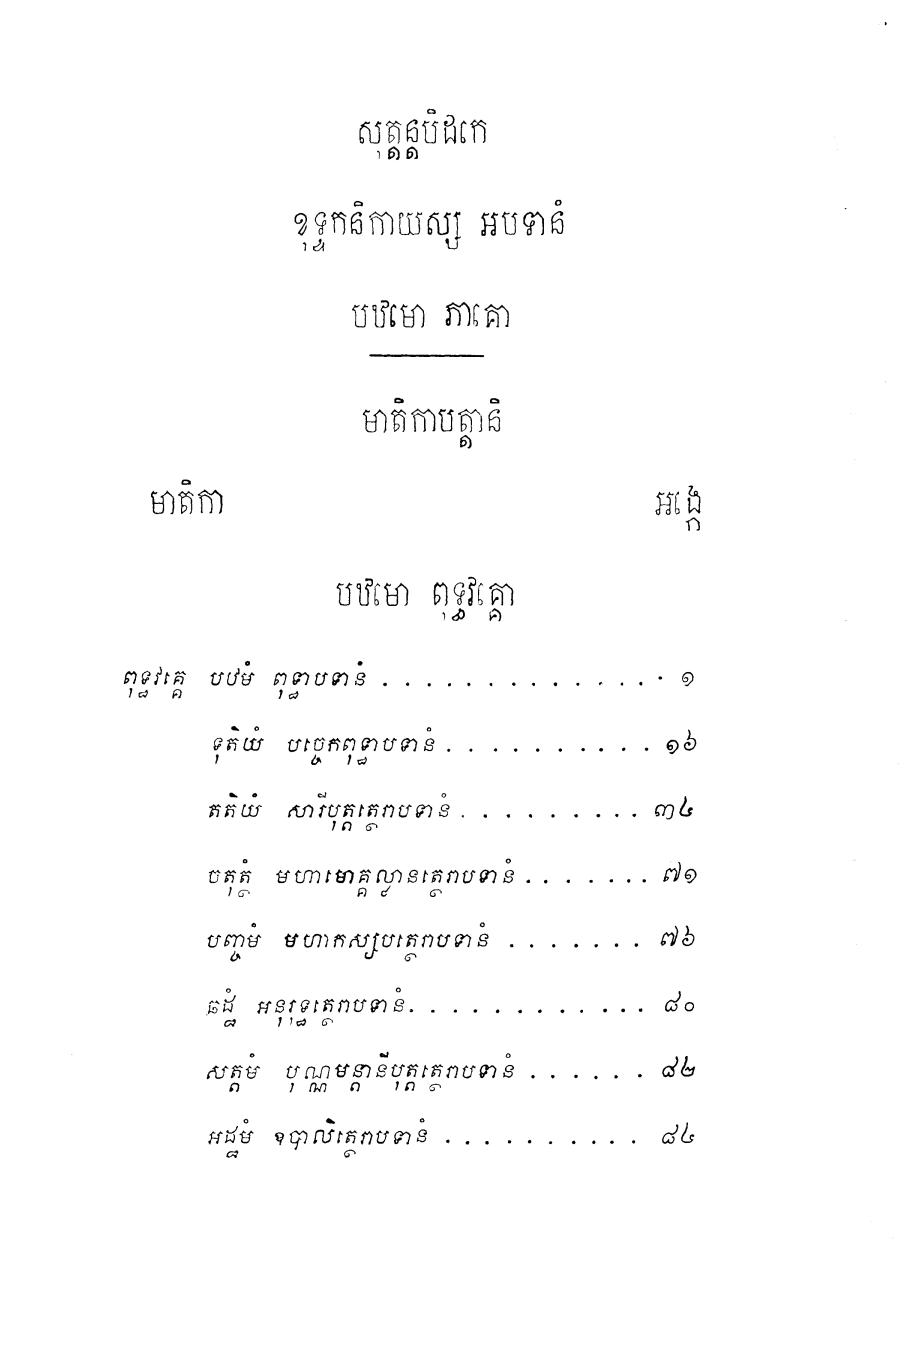 សុត្តន្តបិដកេ
ខុទ្ទកនិកាយស្ស អបទានំ
បឋមោ ភាគោ
មាតិកាបត្តានិ
មាតិកា អង្កេ
បឋមោ ពុទ្ធវគ្គោ
ពុទ្ធវគ្គេ បឋមំ ពុទ្ធាបទានំ . . . . . . . . . . . . . . . ១
ទុតិយំ បច្ចេកពុទ្ធាបទានំ . . . . . . . . . . . ១៦
តតិយំ សារីបុត្តត្ថេរាបទានំ . . . . . . . . . . ៣៤
ចតុត្ថំ មហាមោគ្គល្លានត្ថេរាបទានំ . . . . . . . ៧១
បញ្ចមំ មហាកស្សបត្ថេរាបទានំ . . . . . . . ៧៦
ឆដ្ឋំ អនុរុទ្ធត្ថេរាបទានំ . . . . . . . . . . . . . ៨០
សត្តមំ បុណ្ណមន្តានីបុត្តត្ថេរាបទានំ . . . . . . ៨២
អដ្ឋមំ ឧបាលិត្ថេរាបទានំ . . . . . . . . . . . ៨៤